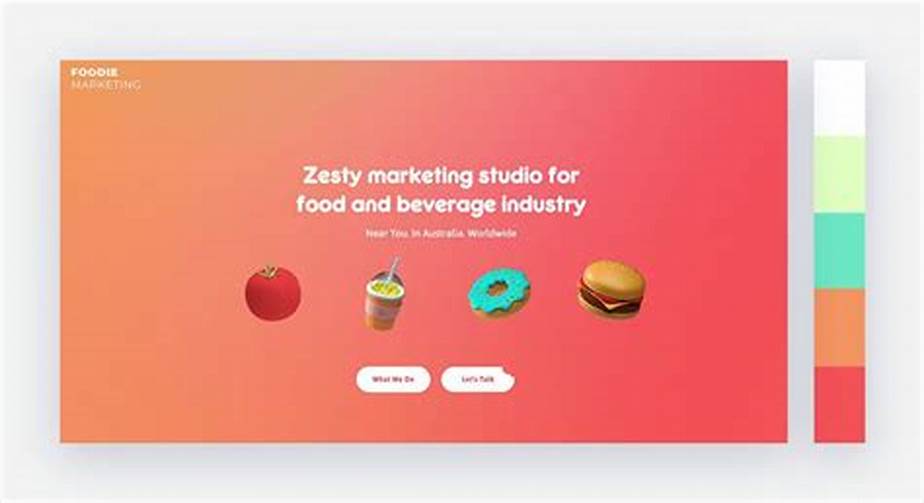 FOODIE
MARKETING
Zesty marketing studio for
food and beverage industry
Near You. In Australia. Worldwide
What We Do
Let's Talk